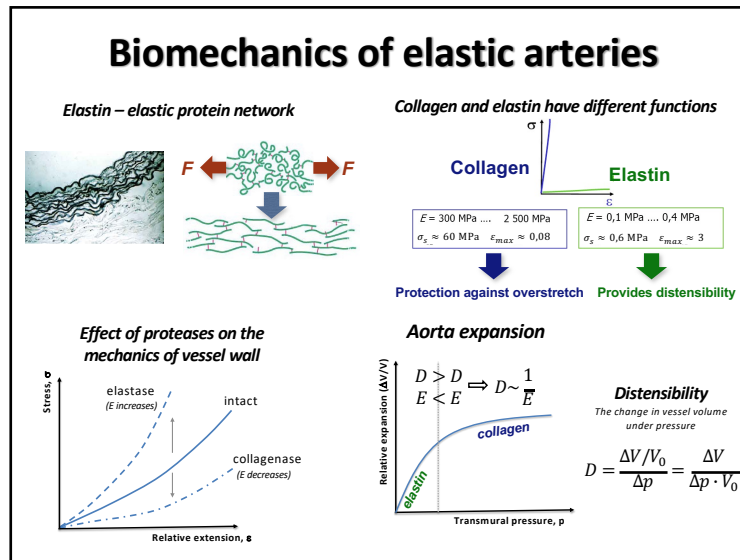 Biomechanics of elastic arteries
Elastin – elastic protein network
F
F
Collagen and elastin have different functions
σ
Collagen
Elastin
ε
E = 300 MPa .... 2 500 MPa
σs ≈ 60 MPa εmax ≈ 0,08
E = 0,1 MPa .... 0,4 MPa
σs ≈ 0,6 MPa εmax ≈ 3
Protection against overstretch
Provides distensibility
Effect of proteases on the
mechanics of vessel wall
Stress, σ
elastase
(E increases)
intact
collagenase
(E decreases)
Relative extension, ε
Aorta expansion
Relative expansion (ΔV/V)
D > D
E < E
⇒ D~ 1/E
collagen
elastin
Transmural pressure, p
Distensibility
The change in vessel volume
under pressure
D = ΔV/V₀ / Δp = ΔV / Δp · V₀